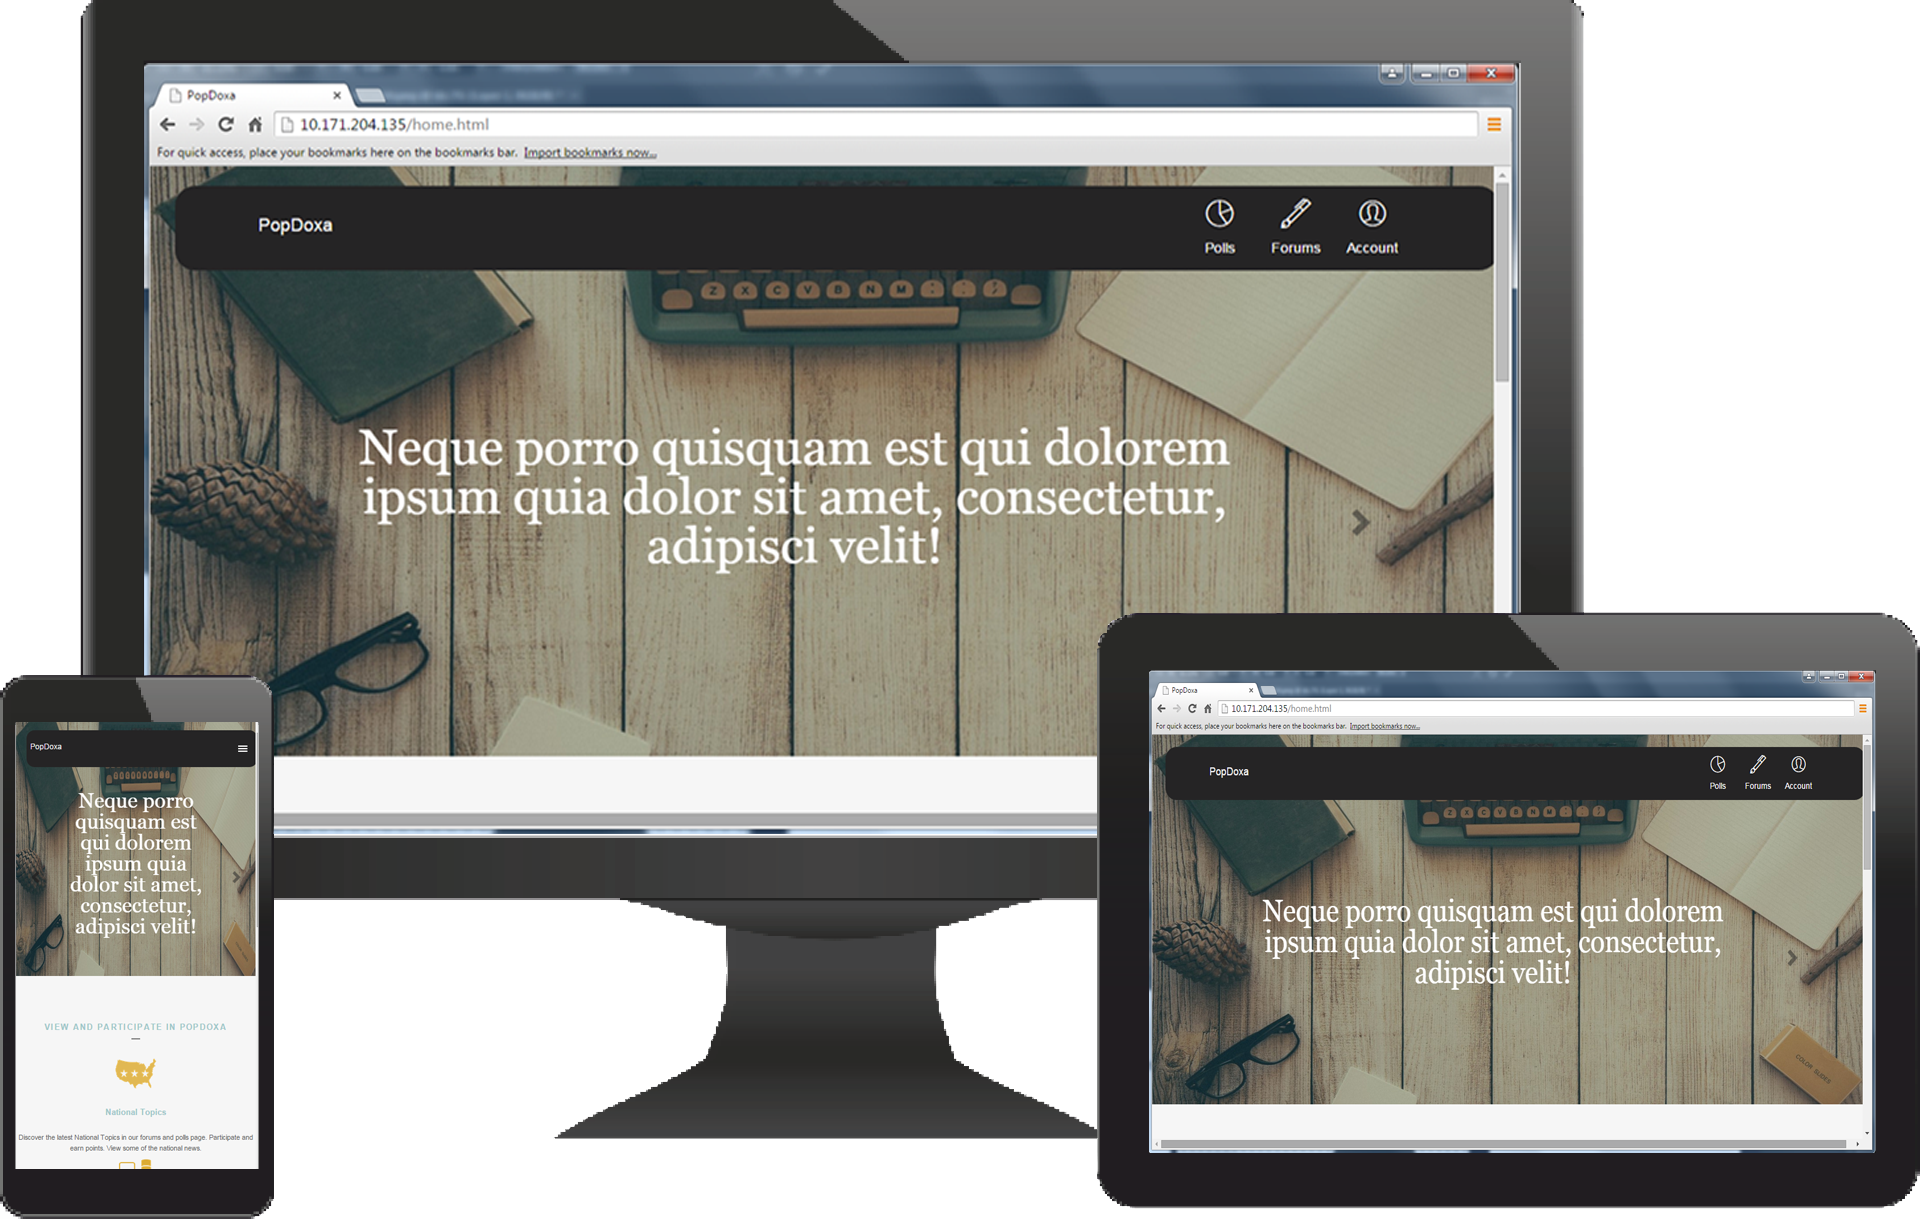 PopDoxa
10.171.204.135/home.html
For quick access, place your bookmarks here on the bookmarks bar. Import bookmarks now...
PopDoxa
Polls
Forums
Account
Z X C V B N M
Neque porro quisquam est qui dolorem
ipsum quia dolor sit amet, consectetur,
adipisci velit!
PopDoxa
Neque porro
quisquam est
qui dolorem
ipsum quia
dolor sit amet,
consectetur,
adipisci velit!
VIEW AND PARTICIPATE IN POPDOXA
National Topics
Discover the latest National Topics in our forums and polls page. Participate and
earn points. View some of the national news.
PopDoxa
10.171.204.135/home.html
For quick access, place your bookmarks here on the bookmarks bar. Import bookmarks now...
PopDoxa
Polls
Forums
Account
Z X C V B N M
Neque porro quisquam est qui dolorem
ipsum quia dolor sit amet, consectetur,
adipisci velit!
COLOR SLIDES